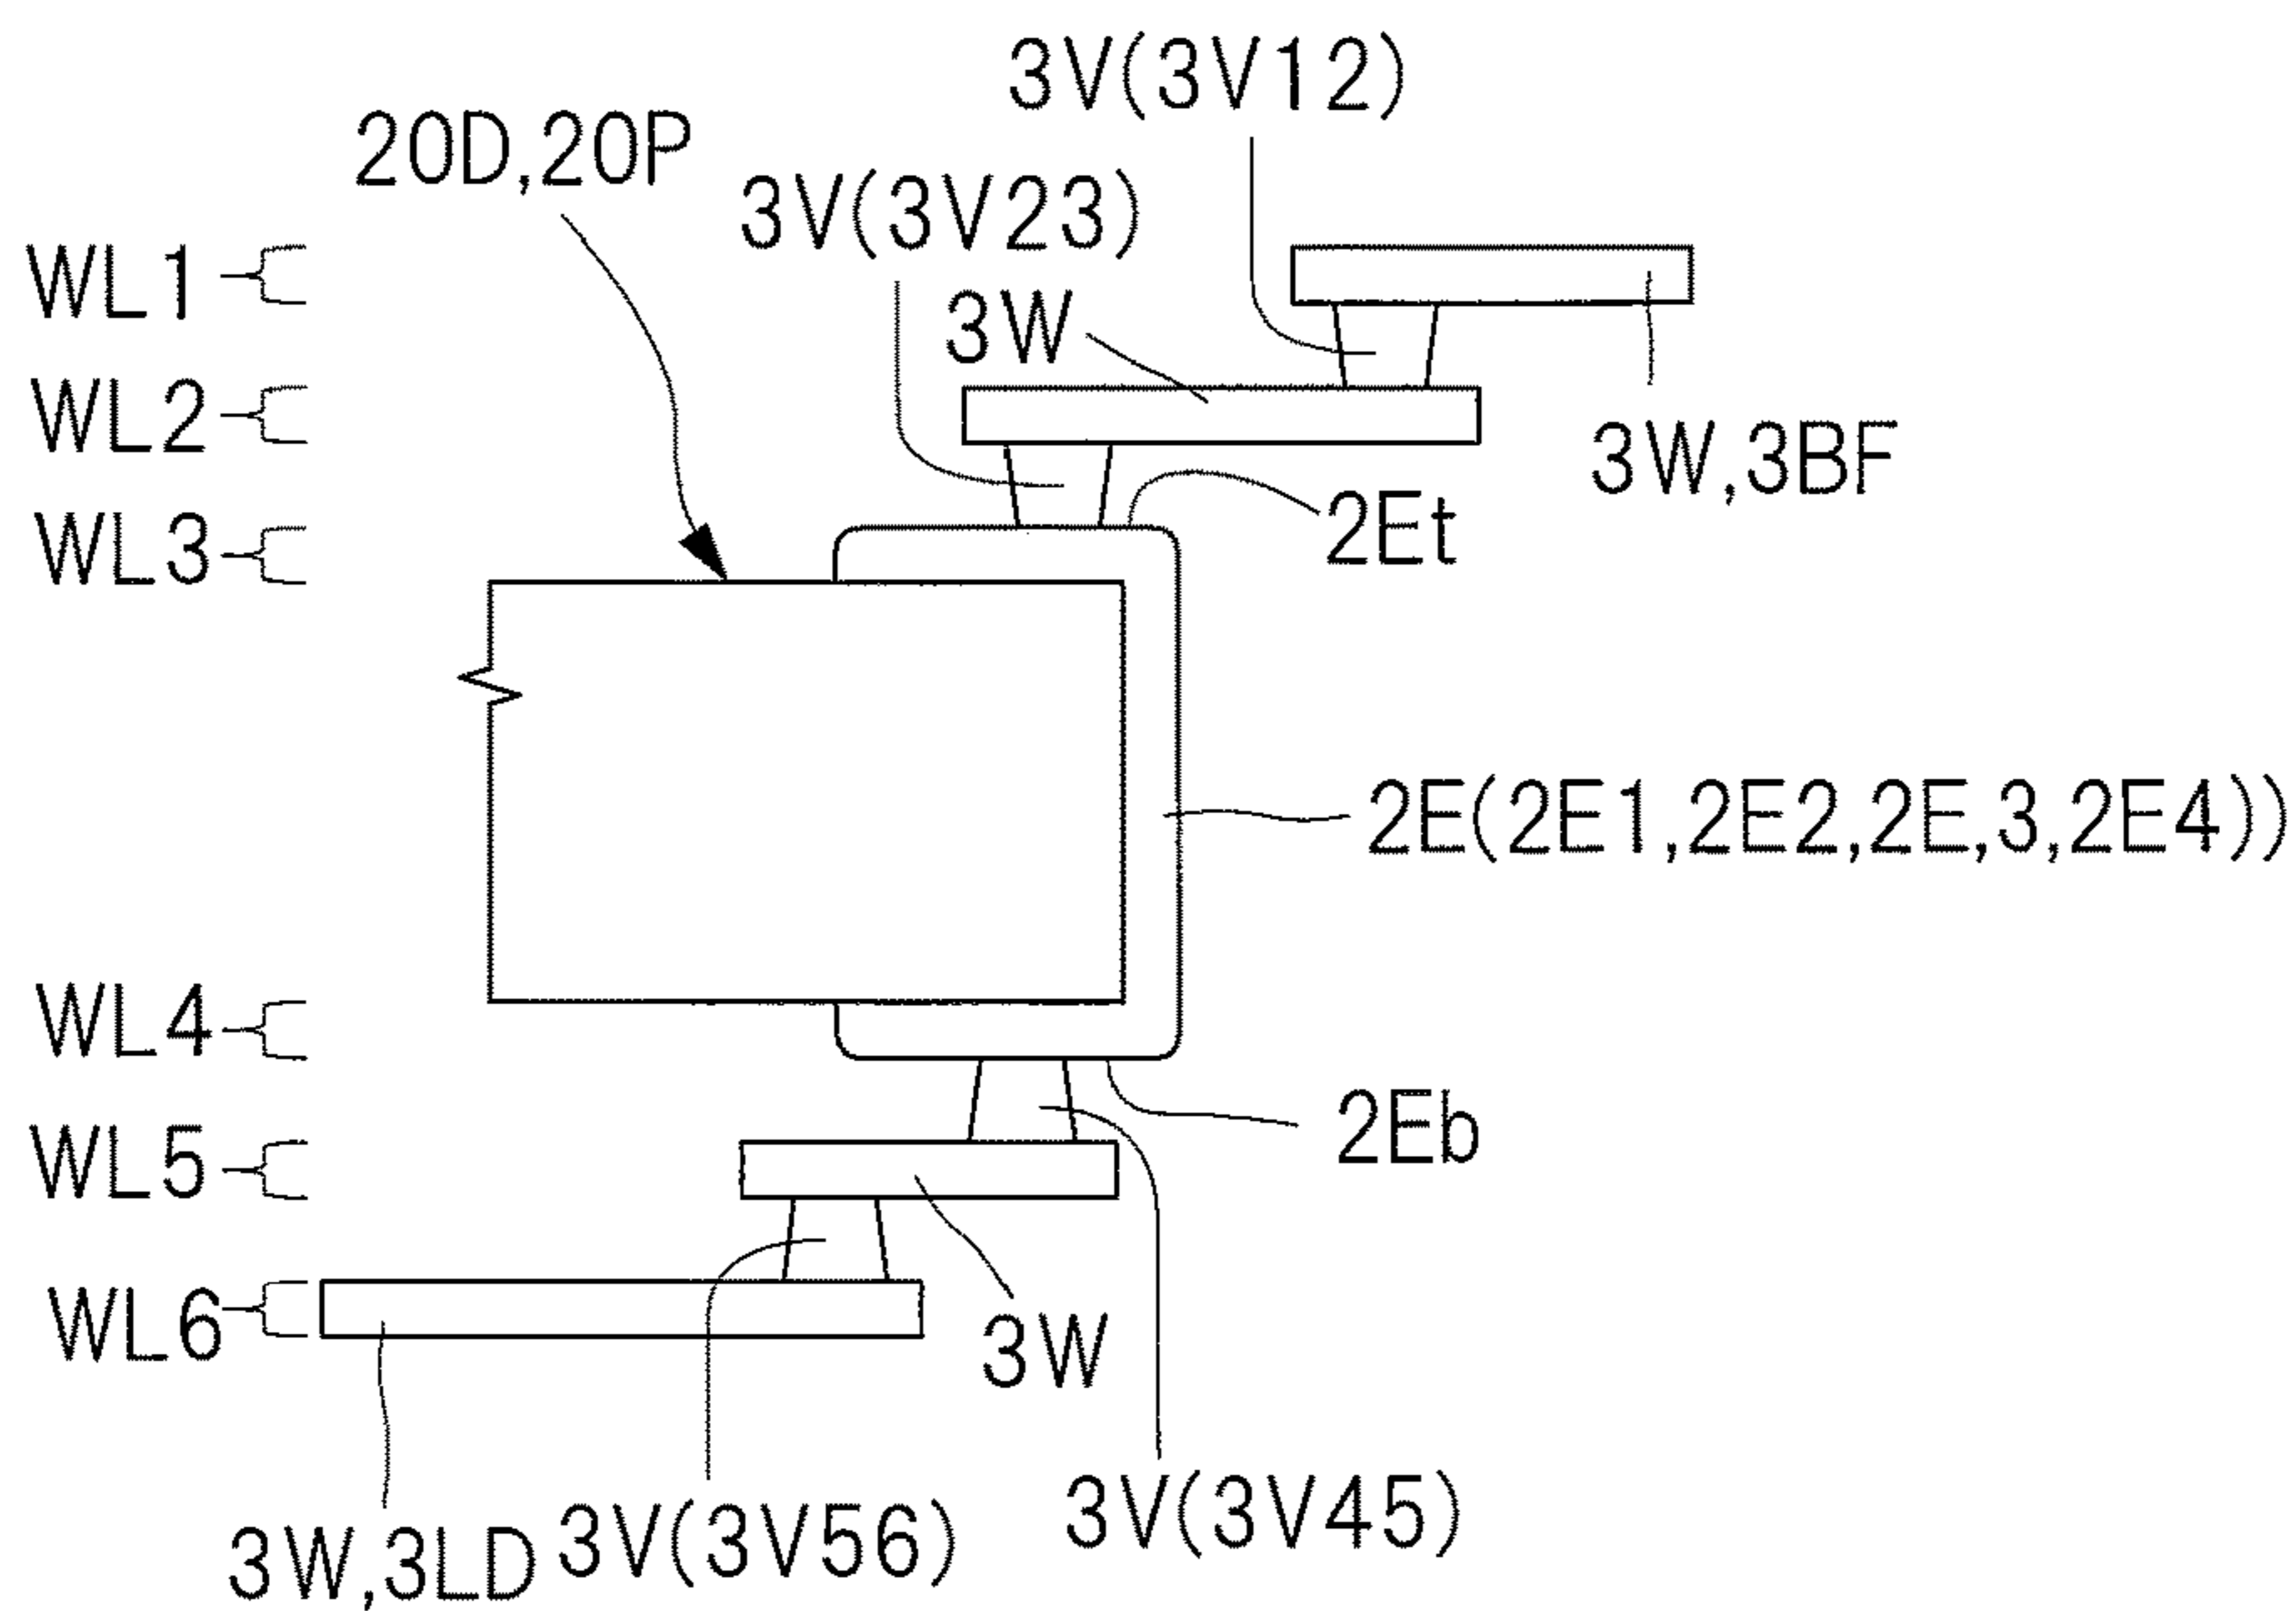 3V(3V12)
20D,20P
3V(3V23)
WL1
3W
WL2
3W,3BF
WL3
2Et
2E(2E1,2E2,2E,3,2E4))
WL4
2Eb
WL5
WL6
3W
3V(3V45)
3W,3LD
3V(3V56)